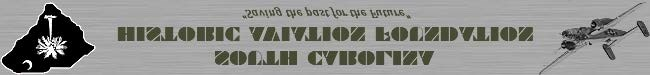 SOUTH CAROLINA
HISTORIC AVIATION FOUNDATION
"Saving the past for the Future"